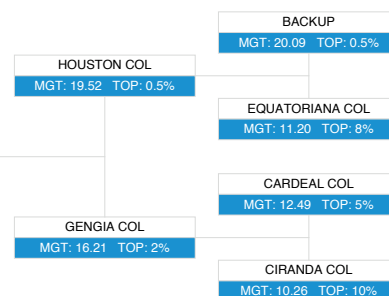 BACKUP
MGT: 20.09 TOP: 0.5%
HOUSTON COL
MGT: 19.52 TOP: 0.5%
EQUATORIANA COL
MGT: 11.20 TOP: 8%
CARDEAL COL
MGT: 12.49 TOP: 5%
GENGIA COL
MGT: 16.21 TOP: 2%
CIRANDA COL
MGT: 10.26 TOP: 10%